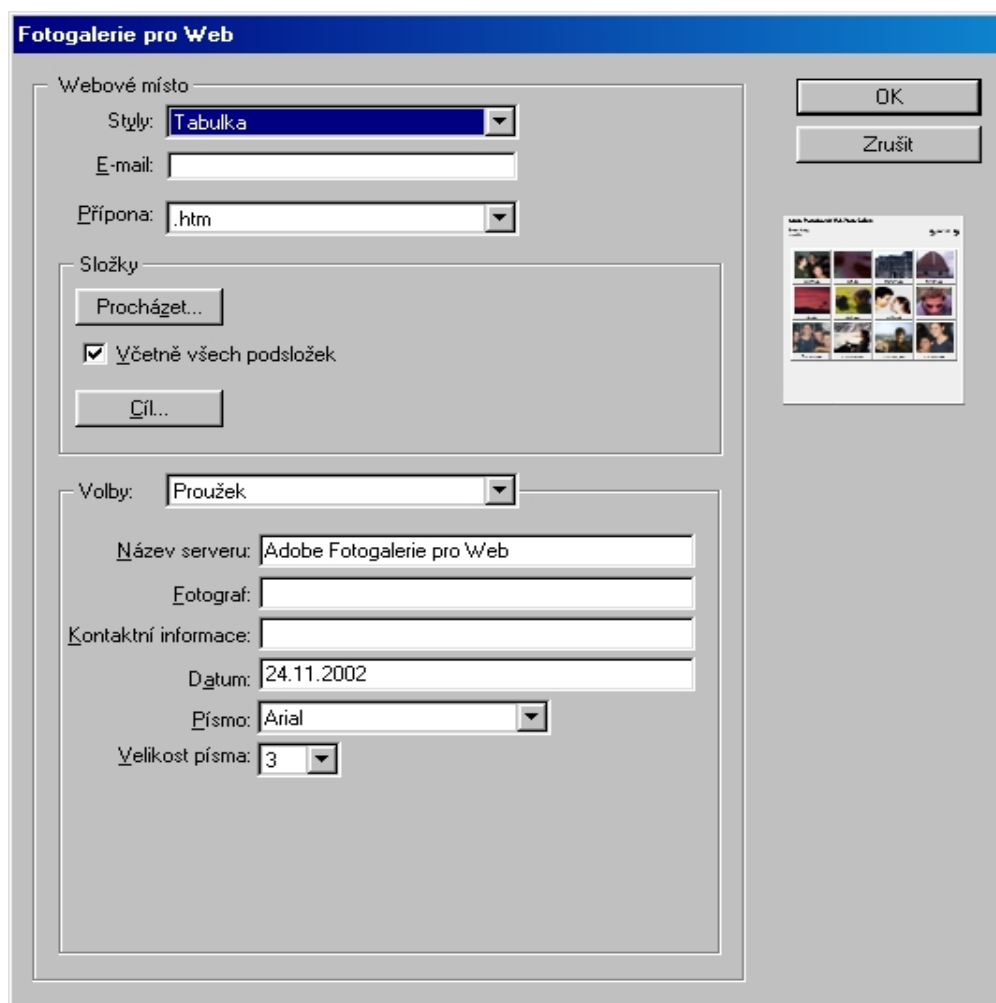 Fotogalerie pro Web
Webové místo
Styly: Tabulka
E-mail:
Přípona: .htm
Složky
Procházet...
Včetně všech podsložek
Cíl...
Volby: Proužek
Název serveru: Adobe Fotogalerie pro Web
Fotograf:
Kontaktní informace:
Datum: 24.11.2002
Písmo: Arial
Velikost písma: 3
OK
Zrušit